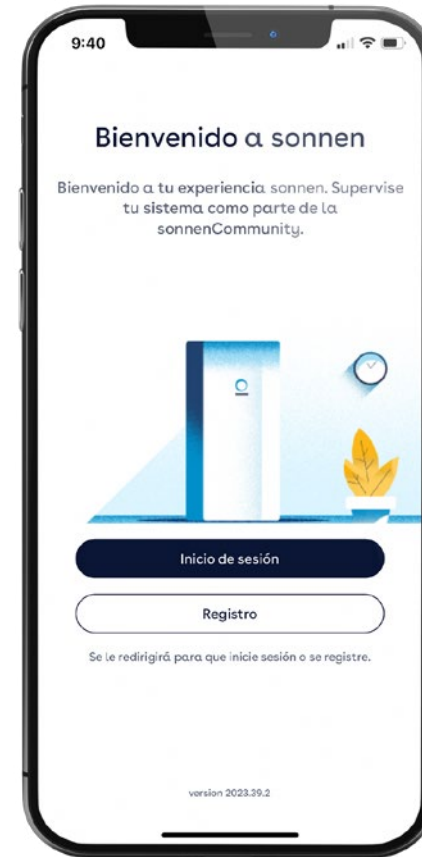 9:40
Bienvenido a sonnen
Bienvenido a tu experiencia sonnen. Supervise
tu sistema como parte de la
sonnenCommunity.
Inicio de sesión
Registro
Se le redirigirá para que inicie sesión o se registre.
version 2023.39.2